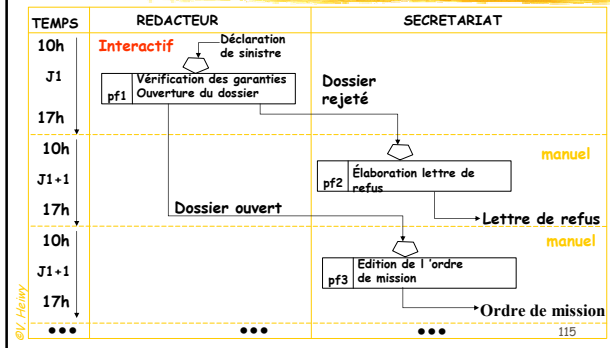 TEMPS REDACTEUR SECRETARIAT
10h Interactif Déclaration
de sinistre
J1 Vérification des garanties
pf1 Ouverture du dossier
Dossier
rejeté
17h
10h manuel
J1+1 pf2 Élaboration lettre de
refus
17h Dossier ouvert Lettre de refus
10h manuel
J1+1 pf3 Edition de l 'ordre
de mission
17h Ordre de mission
••• ••• ••• 115
©V. Heiwy